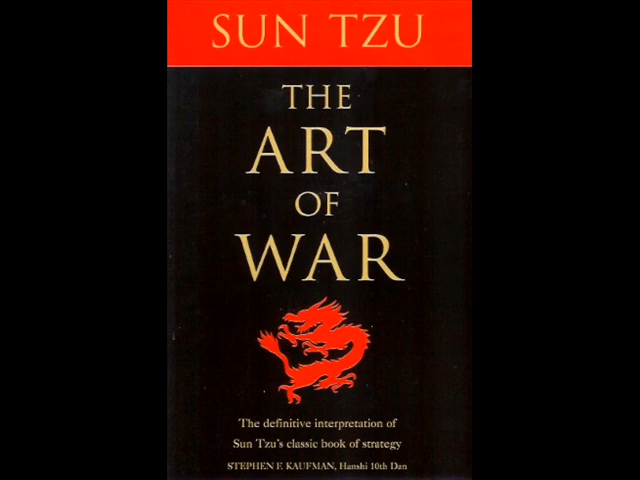 SUN TZU
THE
ART
OF
WAR
The definitive interpretation of
Sun Tzu's classic book of strategy
STEPHEN F. KAUFMAN, Hanshi 10th Dan